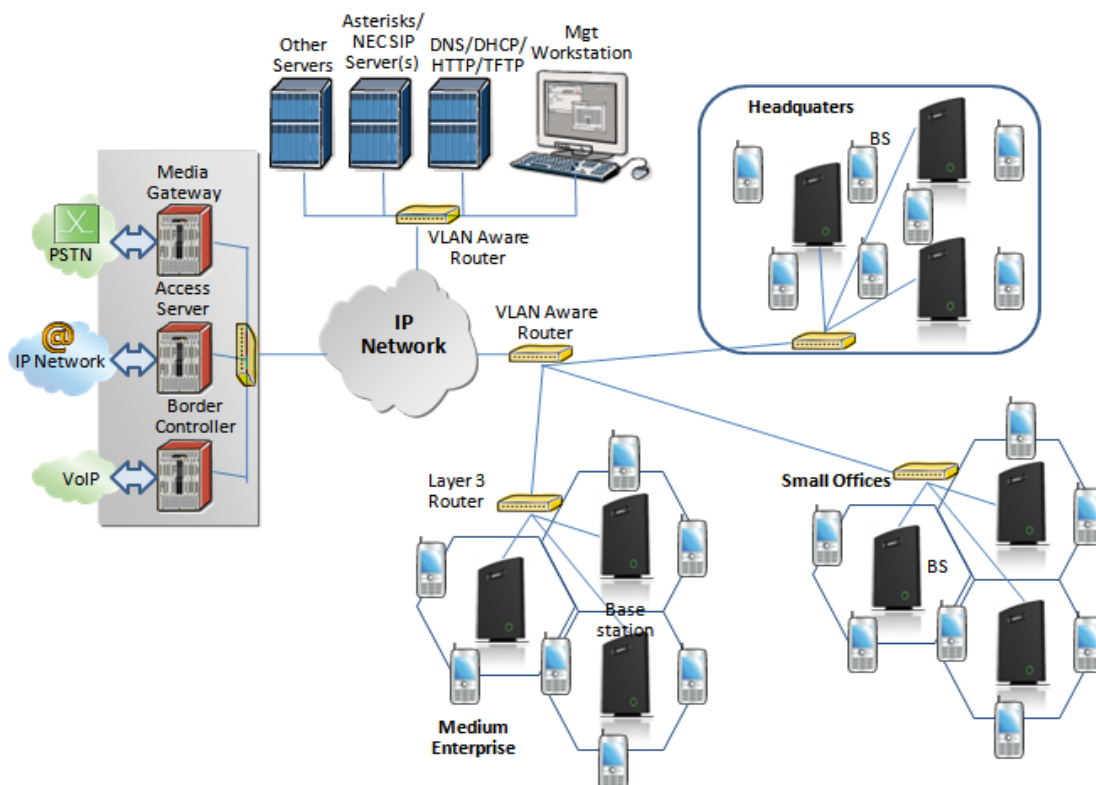 Other
Servers
Asterisks/
NEC SIP
Server(s)
DNS/DHCP/
HTTP/TFTP
Mgt
Workstation
Headquaters
BS
Media
Gateway
PSTN
VLAN Aware
Router
Access
Server
@
IP Network
IP
Network
VLAN Aware
Router
Border
Controller
VoIP
Layer 3
Router
Small Offices
BS
Base
station
Medium
Enterprise